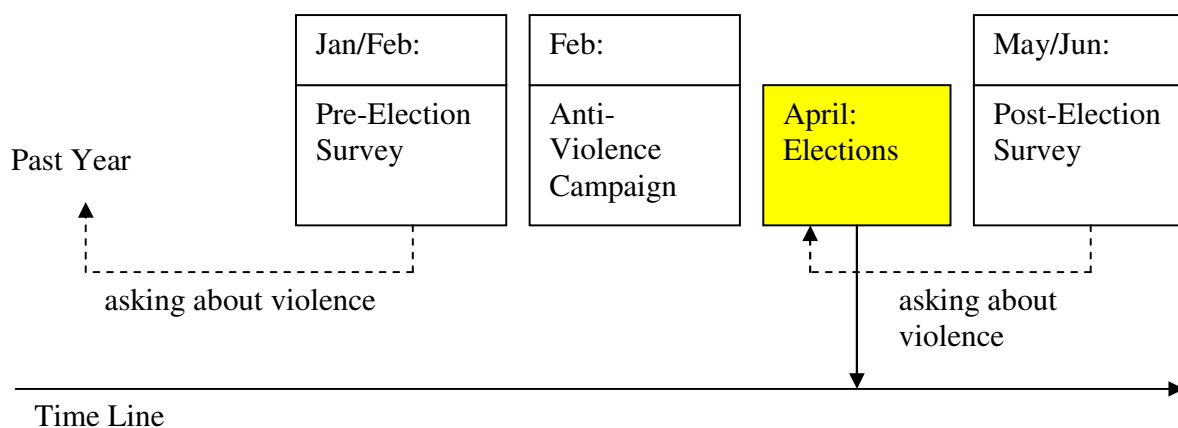 Jan/Feb:
Pre-Election
Survey
Feb:
Anti-
Violence
Campaign
April:
Elections
May/Jun:
Post-Election
Survey
Past Year
asking about violence
asking about
violence
Time Line